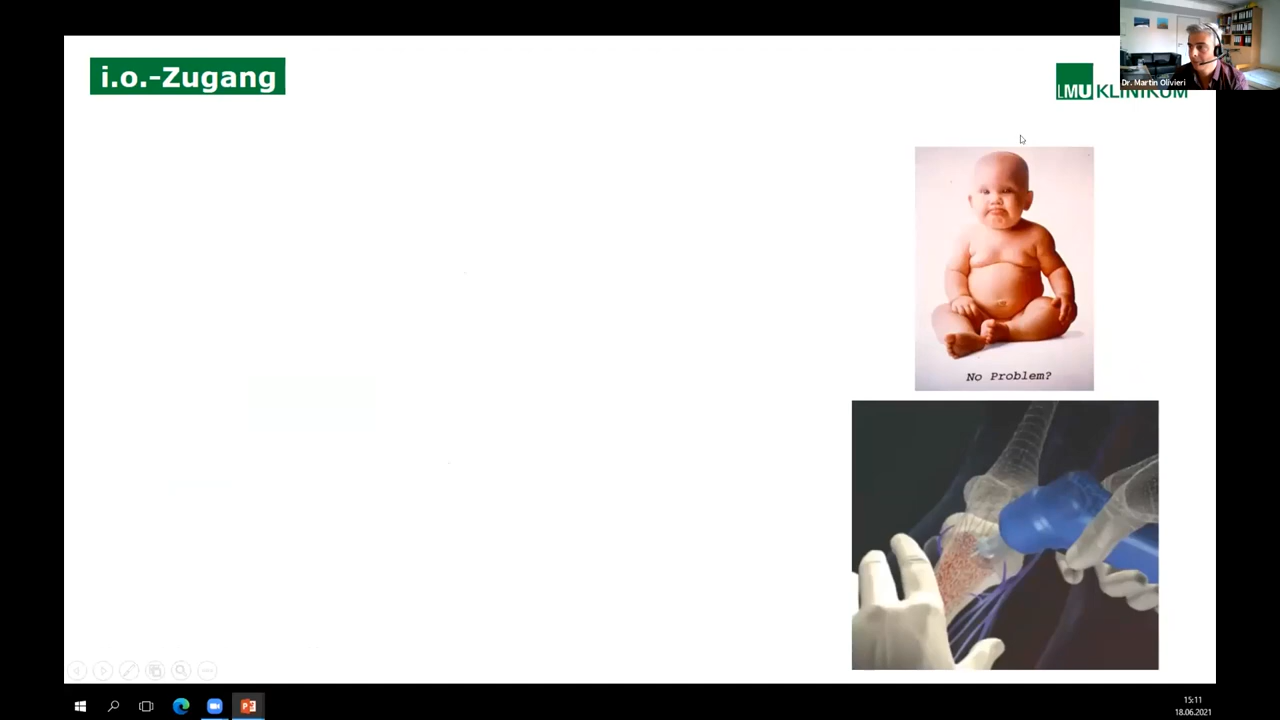 i.o.-Zugang
LMU KLINIKUM
Dr. Martin Olivieri
No Problem?
15:11
18.06.2021